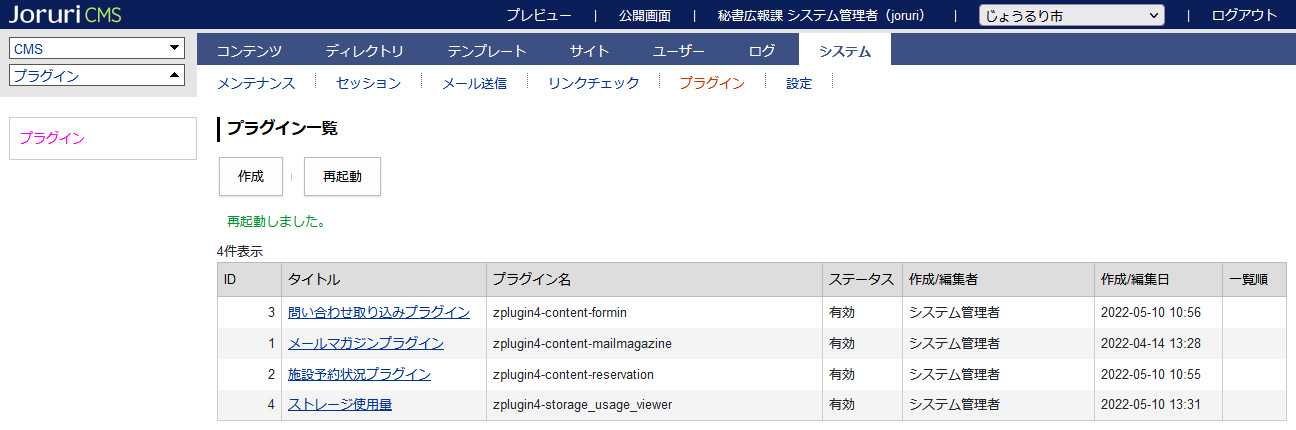 Joruri CMS
プレビュー | 公開画面 | 秘書広報課 システム管理者（joruri） | じょうるり市 | ログアウト
CMS
コンテンツ ディレクトリ テンプレート サイト ユーザー ログ システム
プラグイン
メンテナンス セッション メール送信 リンクチェック プラグイン 設定
プラグイン
プラグイン一覧
作成 | 再起動
再起動しました。
4件表示
ID タイトル プラグイン名 ステータス 作成/編集者 作成/編集日 一覧順
3 問い合わせ取り込みプラグイン zplugin4-content-formin 有効 システム管理者 2022-05-10 10:56
1 メールマガジンプラグイン zplugin4-content-mailmagazine 有効 システム管理者 2022-04-14 13:28
2 施設予約状況プラグイン zplugin4-content-reservation 有効 システム管理者 2022-05-10 10:55
4 ストレージ使用量 zplugin4-storage_usage_viewer 有効 システム管理者 2022-05-10 13:31